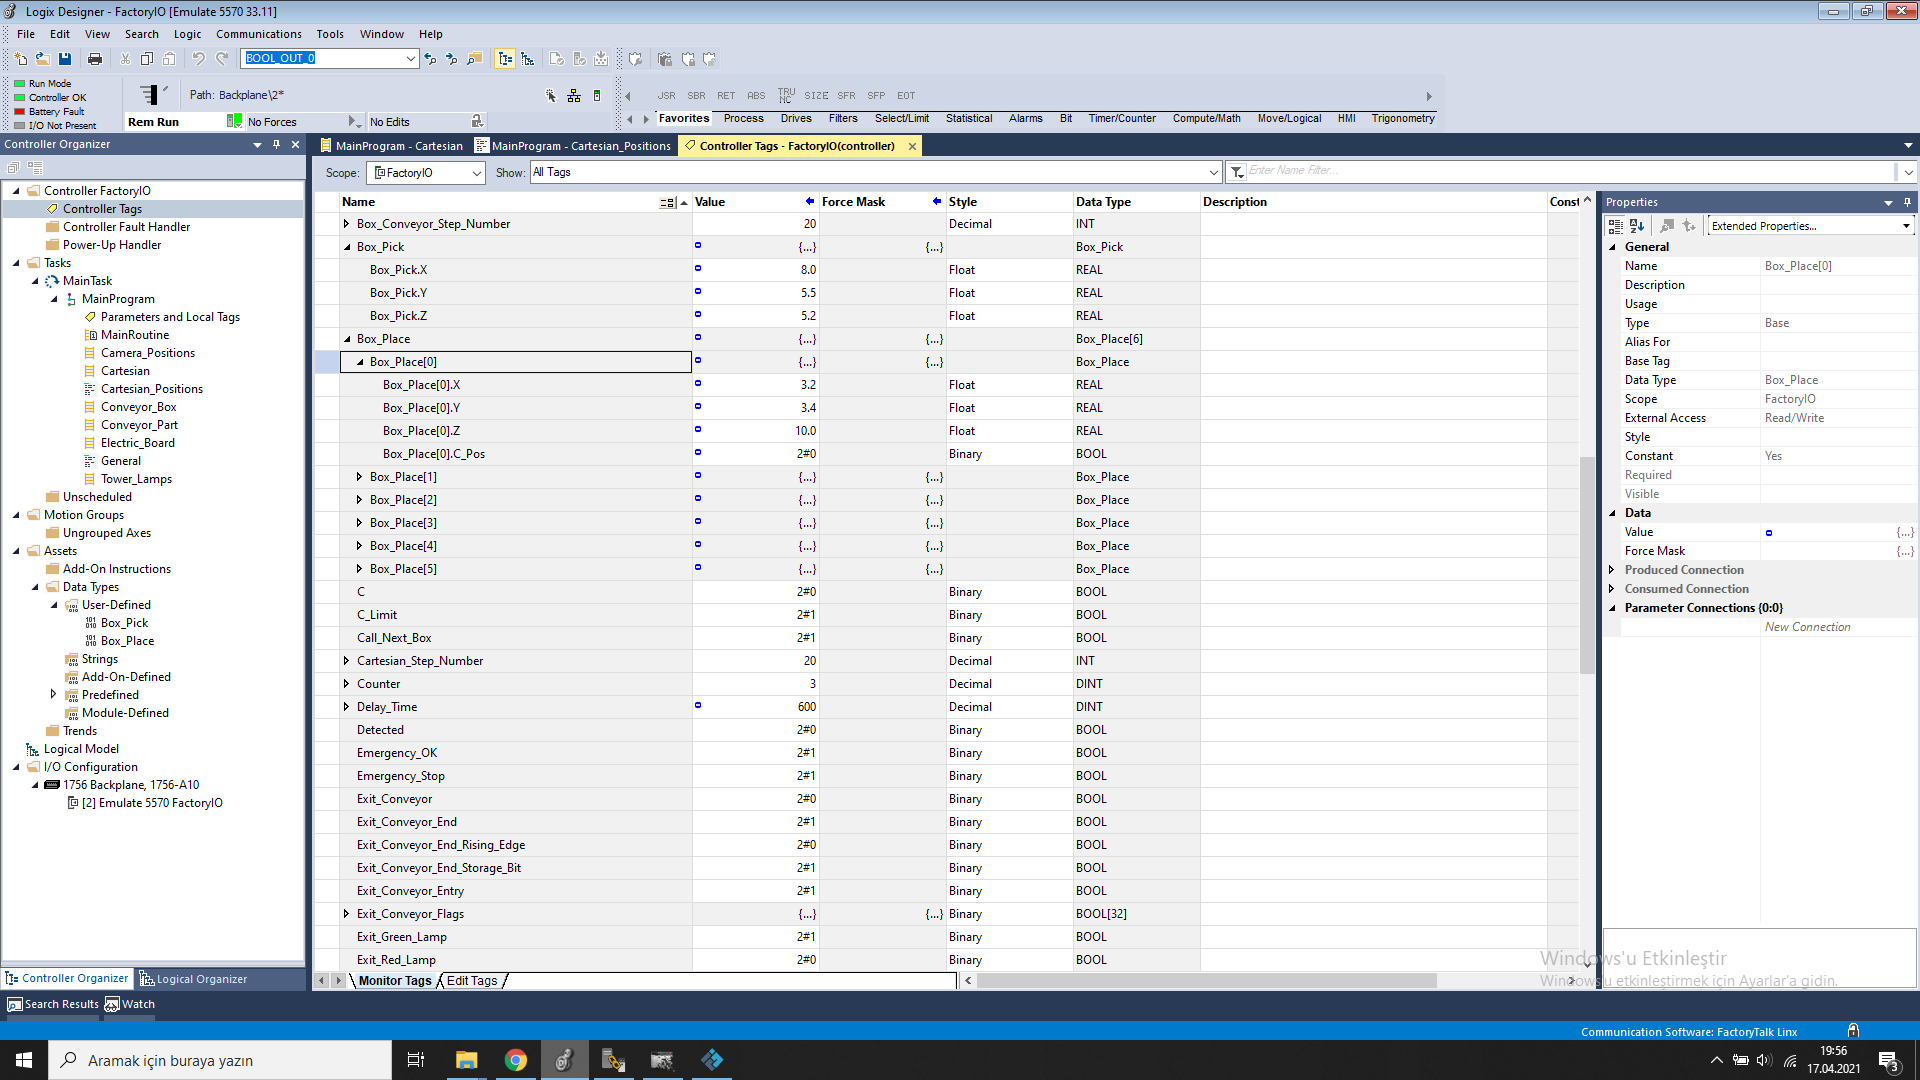 Logix Designer - FactoryIO [Emulate 5570 33.11]
File Edit View Search Logic Communications Tools Window Help
BOOL_OUT_0
Run Mode
Controller OK
Battery Fault
I/O Not Present
Path: Backplane\2*
Rem Run No Forces No Edits
JSR SBR RET ABS TRUNC SIZE SFR SFP EOT
Favorites Process Drives Filters Select/Limit Statistical Alarms Bit Timer/Counter Compute/Math Move/Logical HMI Trigonometry
Controller Organizer
Controller FactoryIO
Controller Tags
Controller Fault Handler
Power-Up Handler
Tasks
MainTask
MainProgram
Parameters and Local Tags
MainRoutine
Camera_Positions
Cartesian
Cartesian_Positions
Conveyor_Box
Conveyor_Part
Electric_Board
General
Tower_Lamps
Unscheduled
Motion Groups
Ungrouped Axes
Assets
Add-On Instructions
Data Types
User-Defined
Box_Pick
Box_Place
Strings
Add-On-Defined
Predefined
Module-Defined
Trends
Logical Model
I/O Configuration
1756 Backplane, 1756-A10
[2] Emulate 5570 FactoryIO
Controller Organizer Logical Organizer
MainProgram - Cartesian MainProgram - Cartesian_Positions Controller Tags - FactoryIO(controller)
Scope: FactoryIO Show: All Tags Enter Name Filter...
Name Value Force Mask Style Data Type Description Const
Box_Conveyor_Step_Number 20 Decimal INT
Box_Pick {...} {...} Box_Pick
Box_Pick.X 8.0 Float REAL
Box_Pick.Y 5.5 Float REAL
Box_Pick.Z 5.2 Float REAL
Box_Place {...} {...} Box_Place[6]
Box_Place[0] {...} {...} Box_Place
Box_Place[0].X 3.2 Float REAL
Box_Place[0].Y 3.4 Float REAL
Box_Place[0].Z 10.0 Float REAL
Box_Place[0].C_Pos 2#0 Binary BOOL
Box_Place[1] {...} {...} Box_Place
Box_Place[2] {...} {...} Box_Place
Box_Place[3] {...} {...} Box_Place
Box_Place[4] {...} {...} Box_Place
Box_Place[5] {...} {...} Box_Place
C 2#0 Binary BOOL
C_Limit 2#1 Binary BOOL
Call_Next_Box 2#1 Binary BOOL
Cartesian_Step_Number 20 Decimal INT
Counter 3 Decimal DINT
Delay_Time 600 Decimal DINT
Detected 2#0 Binary BOOL
Emergency_OK 2#1 Binary BOOL
Emergency_Stop 2#1 Binary BOOL
Exit_Conveyor 2#0 Binary BOOL
Exit_Conveyor_End 2#1 Binary BOOL
Exit_Conveyor_End_Rising_Edge 2#0 Binary BOOL
Exit_Conveyor_End_Storage_Bit 2#1 Binary BOOL
Exit_Conveyor_Entry 2#1 Binary BOOL
Exit_Conveyor_Flags {...} {...} Binary BOOL[32]
Exit_Green_Lamp 2#1 Binary BOOL
Exit_Red_Lamp 2#0 Binary BOOL
Monitor Tags Edit Tags
Properties
Extended Properties...
General
Name Box_Place[0]
Description
Usage
Type Base
Alias For
Base Tag
Data Type Box_Place
Scope FactoryIO
External Access Read/Write
Style
Constant Yes
Required
Visible
Data
Value {...}
Force Mask {...}
Produced Connection
Consumed Connection
Parameter Connections {0:0}
New Connection
Windows'u Etkinleştir
Windows'u etkinleştirmek için Ayarlar'a gidin.
Search Results Watch
Communication Software: FactoryTalk Linx
Aramak için buraya yazın
19:56
17.04.2021
3